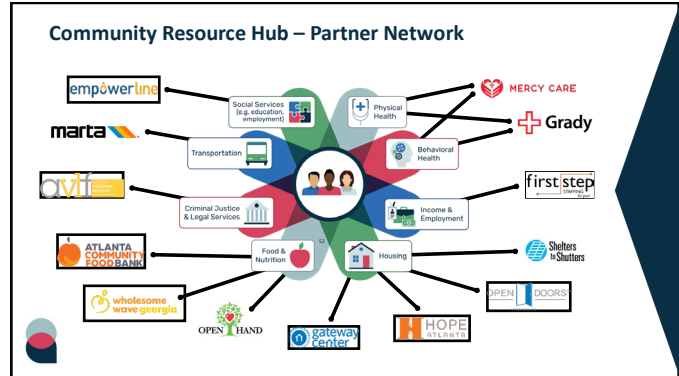 Community Resource Hub – Partner Network
empowerline
Social Services
(e.g. education,
employment)
Physical
Health
MERCY CARE
marta
Transportation
Behavioral
Health
Grady
avlf
Criminal Justice
& Legal Services
Income &
Employment
first step
STAFFING
ATLANTA
COMMUNITY
FOOD BANK
Food &
Nutrition
Housing
Shelters
to Shutters
wholesome
wave georgia
OPEN HAND
gateway
center
HOPE
ATLANTA
OPEN DOORS